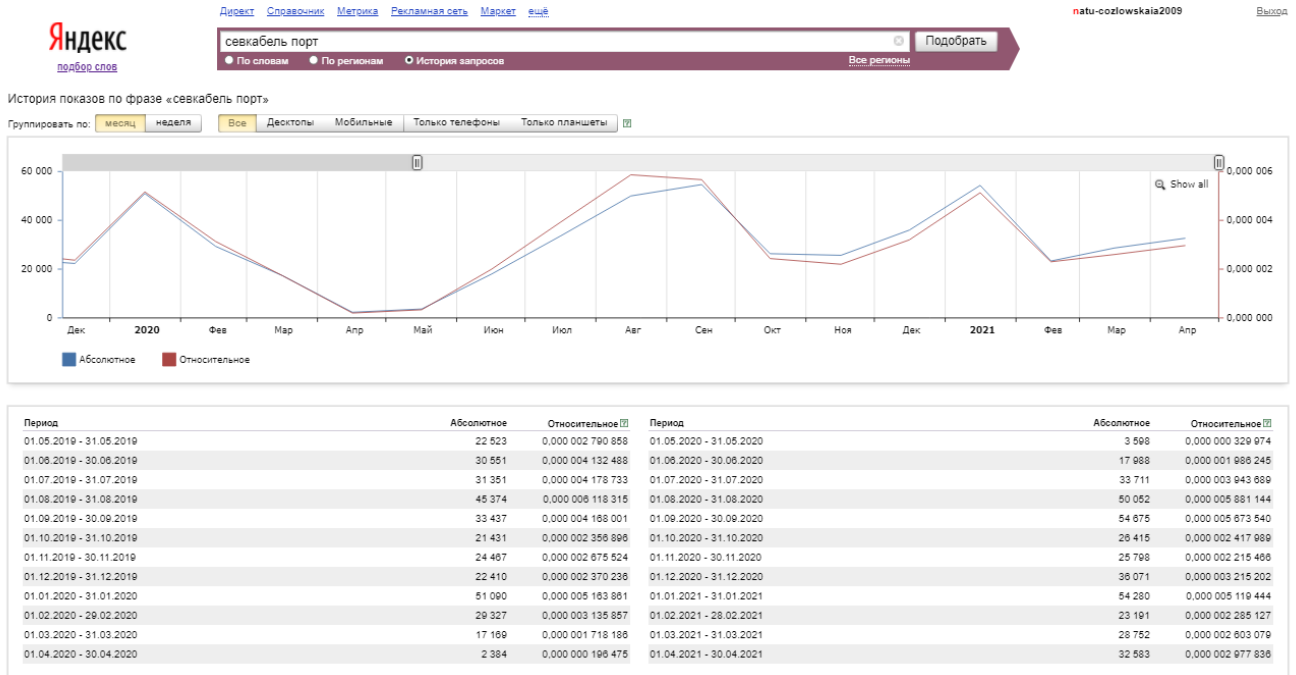 Директ Справочник Метрика Рекламная сеть Маркет ещё natu-cozlowskaia2009 Выход
Яндекс
подбор слов
севкабель порт Подобрать
По словам По регионам История запросов Все регионы
История показов по фразе «севкабель порт»
Группировать по: месяц неделя Все Десктопы Мобильные Только телефоны Только планшеты ?
60 000 0,000 006
Show all
40 000 0,000 004
20 000 0,000 002
0 0,000 000
Дек 2020 Фев Мар Апр Май Июн Июл Авг Сен Окт Ноя Дек 2021 Фев Мар Апр
Абсолютное Относительное
Период Абсолютное Относительное ? Период Абсолютное Относительное ?
01.05.2019 - 31.05.2019 22 523 0,000 002 790 858 01.05.2020 - 31.05.2020 3 598 0,000 000 329 974
01.06.2019 - 30.06.2019 30 551 0,000 004 132 488 01.06.2020 - 30.06.2020 17 988 0,000 001 986 245
01.07.2019 - 31.07.2019 31 351 0,000 004 178 733 01.07.2020 - 31.07.2020 33 711 0,000 003 943 689
01.08.2019 - 31.08.2019 45 374 0,000 006 118 315 01.08.2020 - 31.08.2020 50 052 0,000 005 881 144
01.09.2019 - 30.09.2019 33 437 0,000 004 168 001 01.09.2020 - 30.09.2020 54 675 0,000 005 673 540
01.10.2019 - 31.10.2019 21 431 0,000 002 356 896 01.10.2020 - 31.10.2020 26 415 0,000 002 417 989
01.11.2019 - 30.11.2019 24 467 0,000 002 675 524 01.11.2020 - 30.11.2020 25 798 0,000 002 215 466
01.12.2019 - 31.12.2019 22 410 0,000 002 370 236 01.12.2020 - 31.12.2020 36 071 0,000 003 215 202
01.01.2020 - 31.01.2020 51 090 0,000 005 163 861 01.01.2021 - 31.01.2021 54 280 0,000 005 119 444
01.02.2020 - 29.02.2020 29 327 0,000 003 135 857 01.02.2021 - 28.02.2021 23 191 0,000 002 285 127
01.03.2020 - 31.03.2020 17 169 0,000 001 718 186 01.03.2021 - 31.03.2021 28 752 0,000 002 603 079
01.04.2020 - 30.04.2020 2 384 0,000 000 196 475 01.04.2021 - 30.04.2021 32 583 0,000 002 977 836